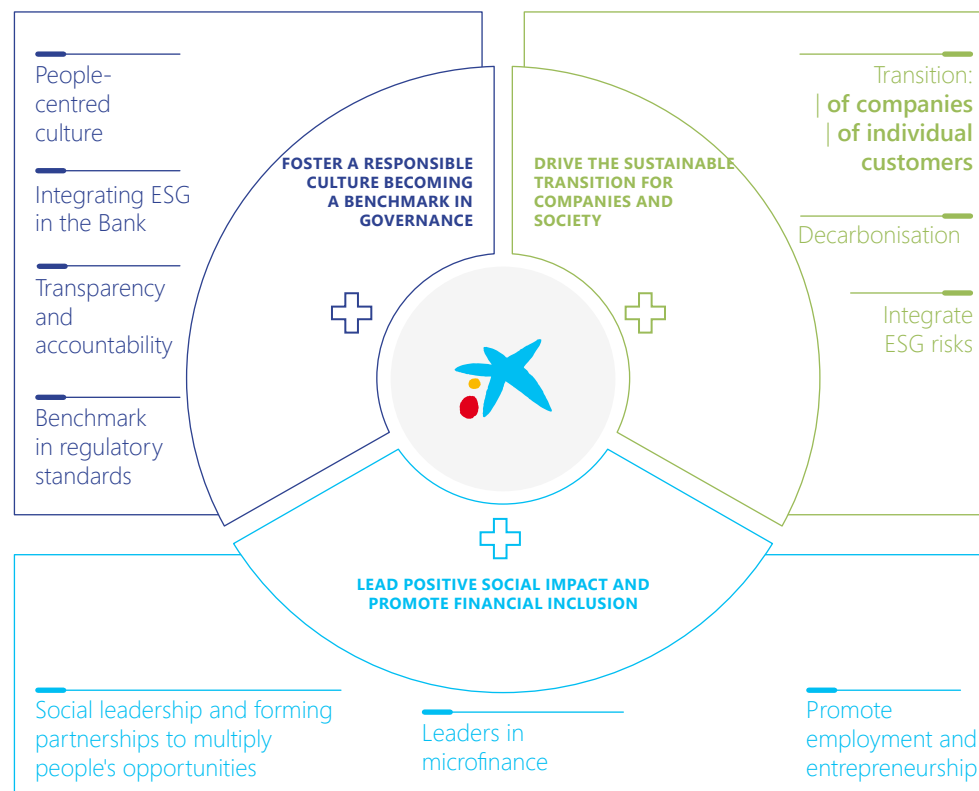 People-
centred
culture
Integrating ESG
in the Bank
Transparency
and
accountability
Benchmark
in regulatory
standards
FOSTER A RESPONSIBLE
CULTURE BECOMING
A BENCHMARK IN
GOVERNANCE
DRIVE THE SUSTAINABLE
TRANSITION FOR
COMPANIES AND
SOCIETY
Transition:
| of companies
| of individual
customers
Decarbonisation
Integrate
ESG risks
LEAD POSITIVE SOCIAL IMPACT AND
PROMOTE FINANCIAL INCLUSION
Social leadership and forming
partnerships to multiply
people's opportunities
Leaders in
microfinance
Promote
employment and
entrepreneurship